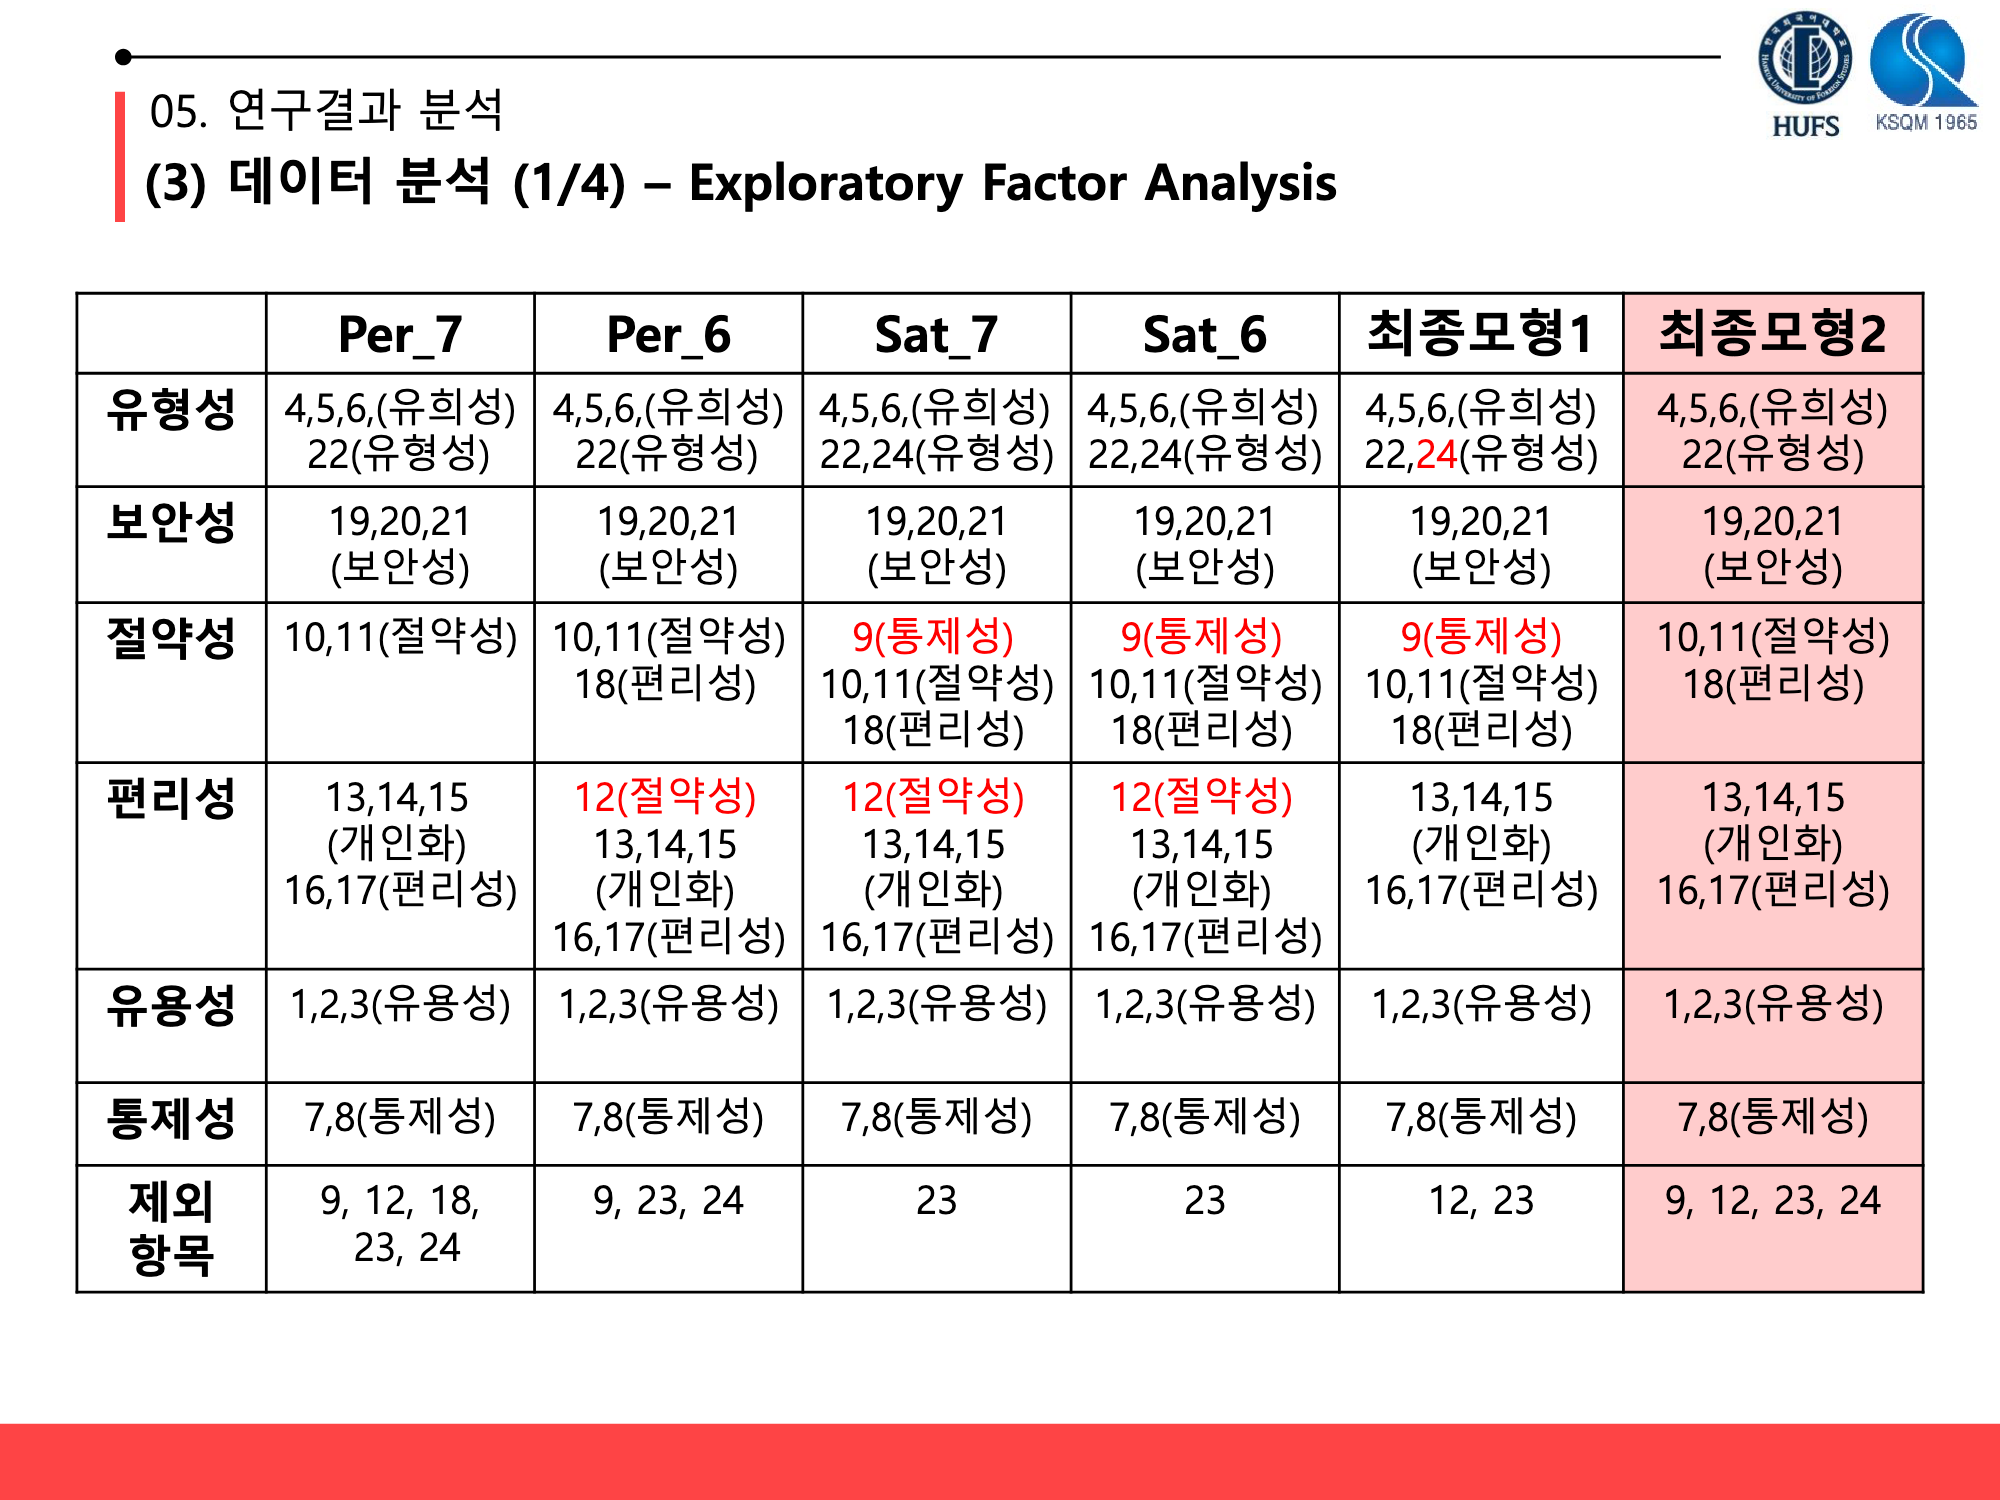 05. 연구결과 분석
(3) 데이터 분석 (1/4) – Exploratory Factor Analysis
HUFS
KSQM 1965
Per_7
Per_6
Sat_7
Sat_6
최종모형1
최종모형2
유형성
4,5,6,(유희성)
22(유형성)
4,5,6,(유희성)
22(유형성)
4,5,6,(유희성)
22,24(유형성)
4,5,6,(유희성)
22,24(유형성)
4,5,6,(유희성)
22,24(유형성)
4,5,6,(유희성)
22(유형성)
보안성
19,20,21
(보안성)
19,20,21
(보안성)
19,20,21
(보안성)
19,20,21
(보안성)
19,20,21
(보안성)
19,20,21
(보안성)
절약성
10,11(절약성)
10,11(절약성)
18(편리성)
9(통제성)
10,11(절약성)
18(편리성)
9(통제성)
10,11(절약성)
18(편리성)
9(통제성)
10,11(절약성)
18(편리성)
10,11(절약성)
18(편리성)
편리성
13,14,15
(개인화)
16,17(편리성)
12(절약성)
13,14,15
(개인화)
16,17(편리성)
12(절약성)
13,14,15
(개인화)
16,17(편리성)
12(절약성)
13,14,15
(개인화)
16,17(편리성)
13,14,15
(개인화)
16,17(편리성)
13,14,15
(개인화)
16,17(편리성)
유용성
1,2,3(유용성)
1,2,3(유용성)
1,2,3(유용성)
1,2,3(유용성)
1,2,3(유용성)
1,2,3(유용성)
통제성
7,8(통제성)
7,8(통제성)
7,8(통제성)
7,8(통제성)
7,8(통제성)
7,8(통제성)
제외
항목
9, 12, 18,
23, 24
9, 23, 24
23
23
12, 23
9, 12, 23, 24